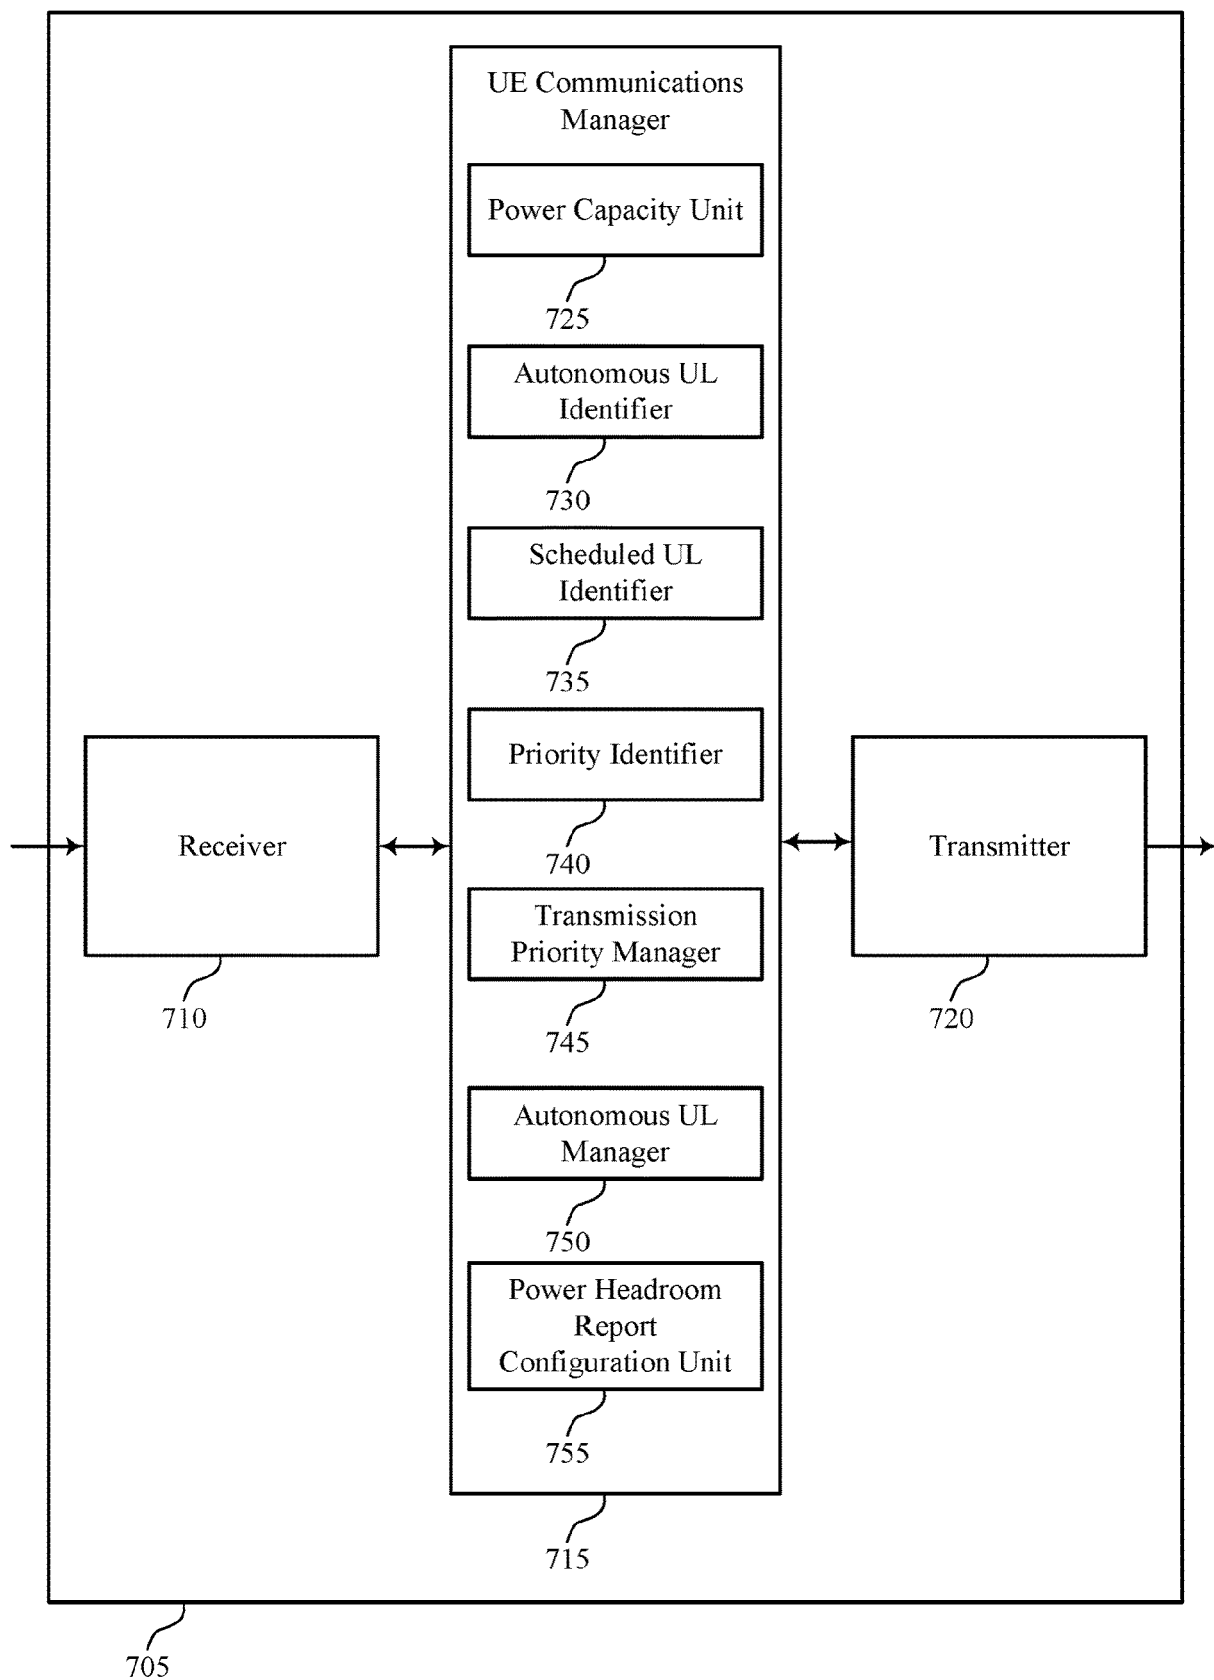 UE Communications
Manager
Power Capacity Unit
725
Autonomous UL
Identifier
730
Scheduled UL
Identifier
735
Priority Identifier
740
Receiver
710
Transmitter
720
Transmission
Priority Manager
745
Autonomous UL
Manager
750
Power Headroom
Report
Configuration Unit
755
715
705